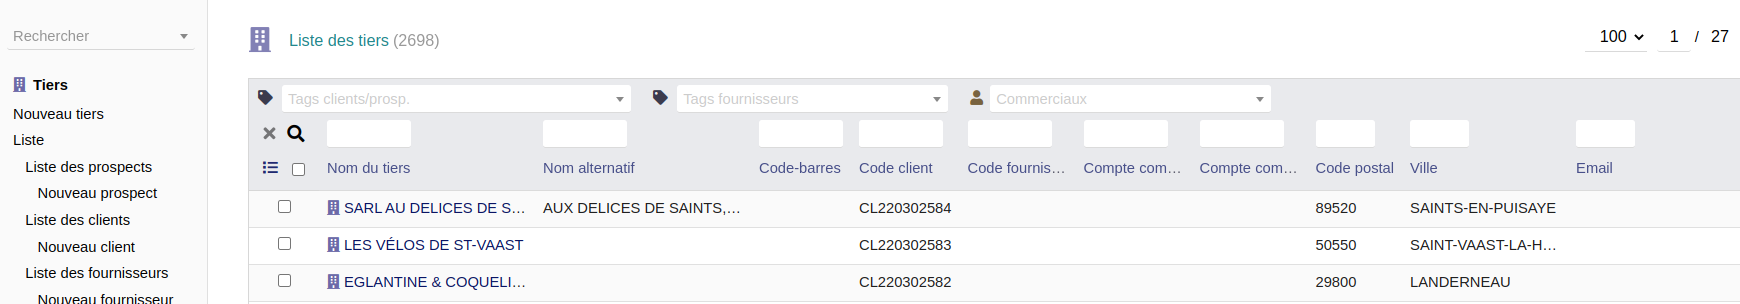 Rechercher
Tiers
Nouveau tiers
Liste
Liste des prospects
Nouveau prospect
Liste des clients
Nouveau client
Liste des fournisseurs
Nouveau fournisseur
Liste des tiers (2698)
100 1 / 27
Tags clients/prosp. Tags fournisseurs Commerciaux
Nom du tiers Nom alternatif Code-barres Code client Code fournis... Compte com... Compte com... Code postal Ville Email
SARL AU DELICES DE S... AUX DELICES DE SAINTS,... CL220302584 89520 SAINTS-EN-PUISAYE
LES VÉLOS DE ST-VAAST CL220302583 50550 SAINT-VAAST-LA-H...
EGLANTINE & COQUELI... CL220302582 29800 LANDERNEAU